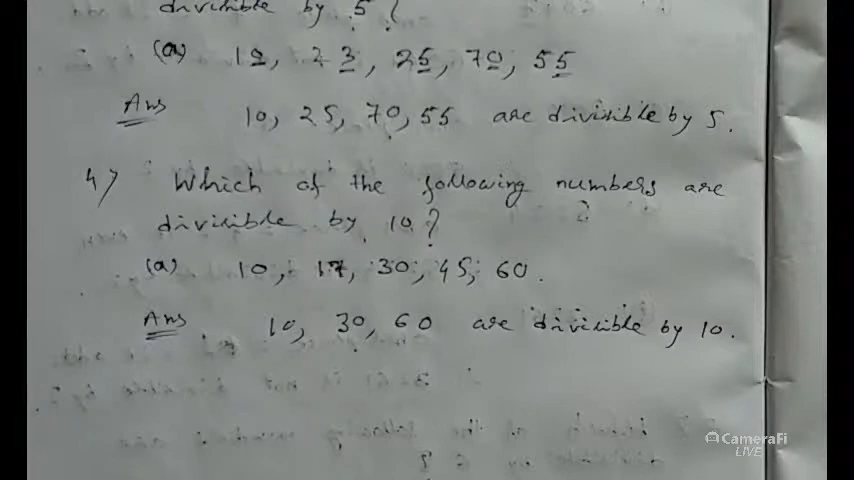 divisible by 5?
(a) 10, 23, 25, 70, 55
Ans 10, 25, 70, 55 are divisible by 5.
4) Which of the following numbers are
divisible by 10?
(a) 10, 17, 30, 45, 60.
Ans 10, 30, 60 are divisible by 10.
CameraFi
LIVE